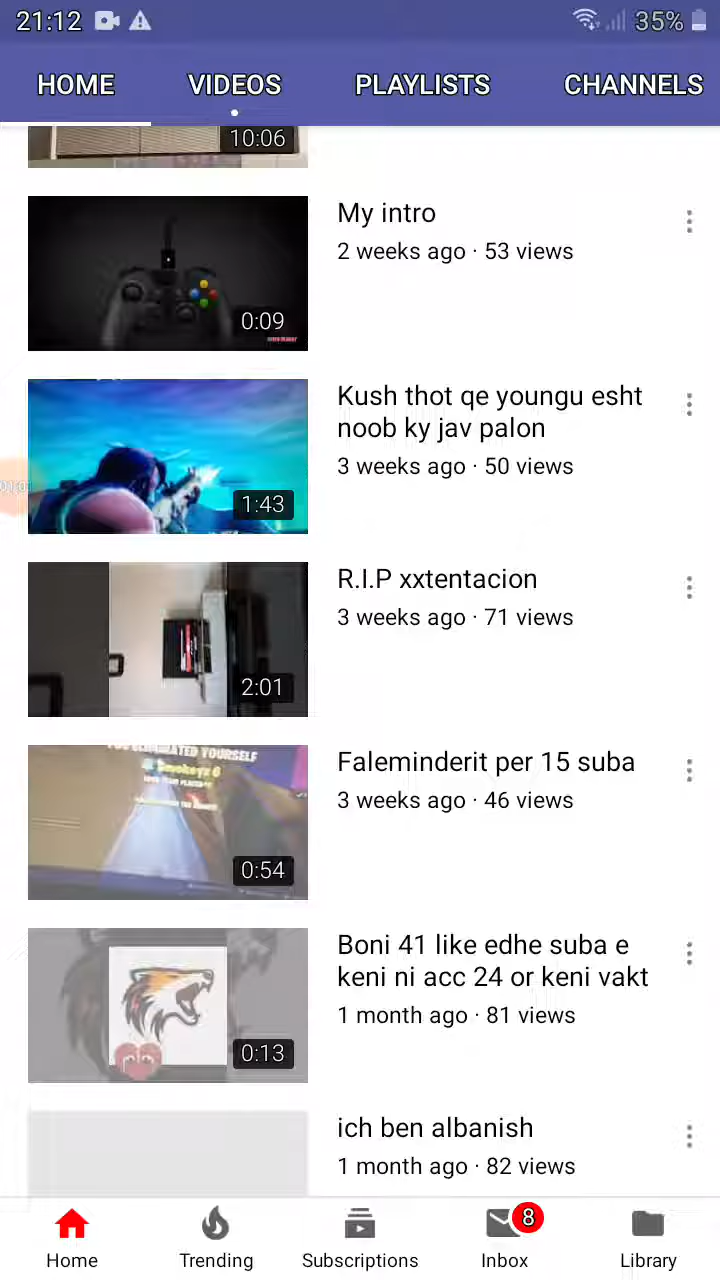 21:12
35%
HOME VIDEOS PLAYLISTS CHANNELS
10:06
My intro
2 weeks ago · 53 views
0:09
Kush thot qe youngu esht
noob ky jav palon
3 weeks ago · 50 views
1:43
R.I.P xxtentacion
3 weeks ago · 71 views
2:01
YOU ELIMINATED YOURSELF
Faleminderit per 15 suba
3 weeks ago · 46 views
0:54
Boni 41 like edhe suba e
keni ni acc 24 or keni vakt
1 month ago · 81 views
0:13
ich ben albanish
1 month ago · 82 views
8
Home Trending Subscriptions Inbox Library